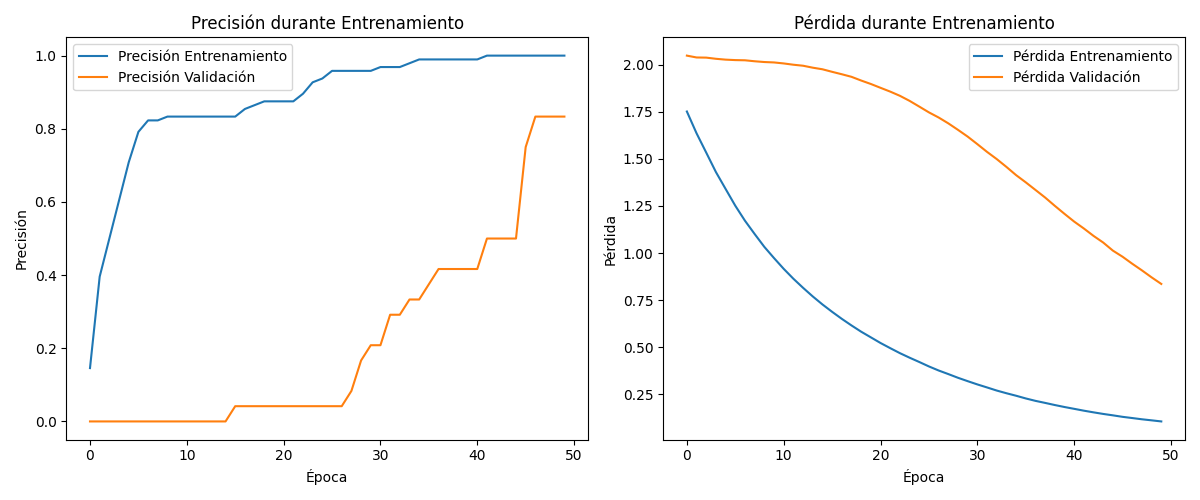 Precisión durante Entrenamiento
Precisión Entrenamiento
Precisión Validación
1.0
0.8
0.6
0.4
0.2
0.0
Precisión
0 10 20 30 40 50
Época
Pérdida durante Entrenamiento
Pérdida Entrenamiento
Pérdida Validación
2.00
1.75
1.50
1.25
1.00
0.75
0.50
0.25
Pérdida
0 10 20 30 40 50
Época